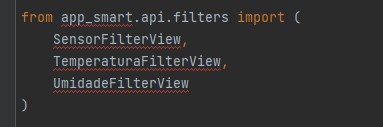 from app_smart.api.filters import (
    SensorFilterView,
    TemperaturaFilterView,
    UmidadeFilterView
)